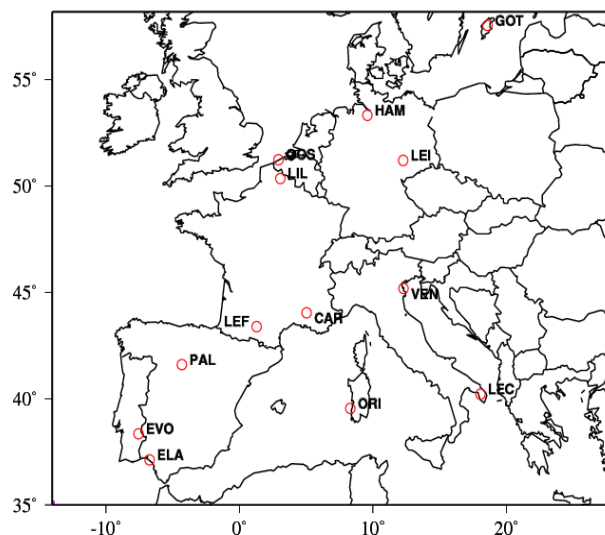 GOT
55°
HAM
OOS
LEI
50°
LIL
VEN
CAR
LEF
45°
PAL
LEC
40°
ORI
EVO
ELA
35°
-10°
0°
10°
20°